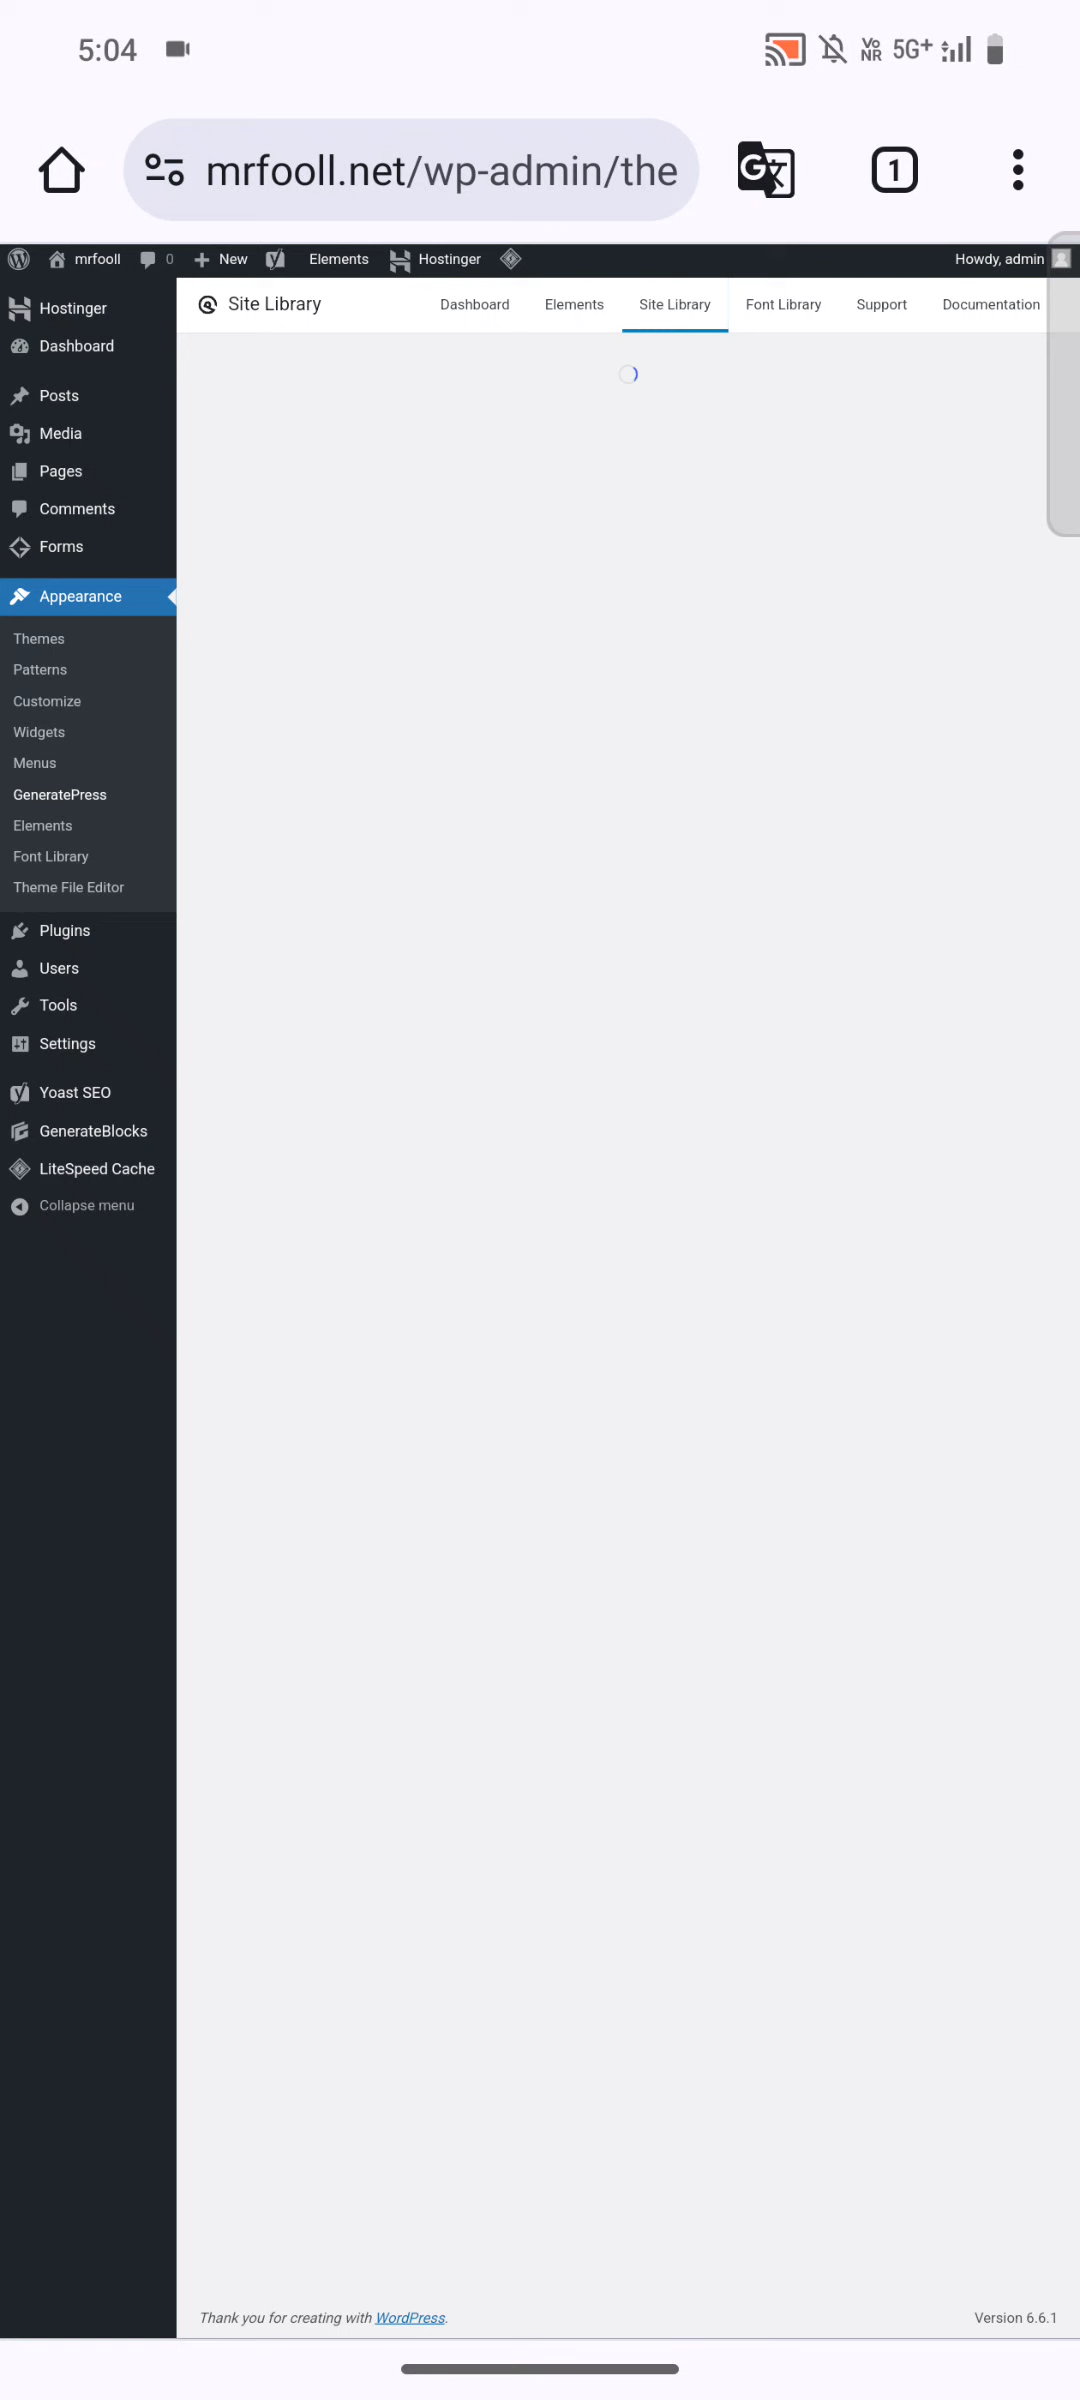 5:04
Vo NR 5G+
mrfooll.net/wp-admin/the
1
mrfooll 0 New Elements Hostinger Howdy, admin
Hostinger
Dashboard
Posts
Media
Pages
Comments
Forms
Appearance
Themes
Patterns
Customize
Widgets
Menus
GeneratePress
Elements
Font Library
Theme File Editor
Plugins
Users
Tools
Settings
Yoast SEO
GenerateBlocks
LiteSpeed Cache
Collapse menu
Site Library Dashboard Elements Site Library Font Library Support Documentation
Thank you for creating with WordPress. Version 6.6.1